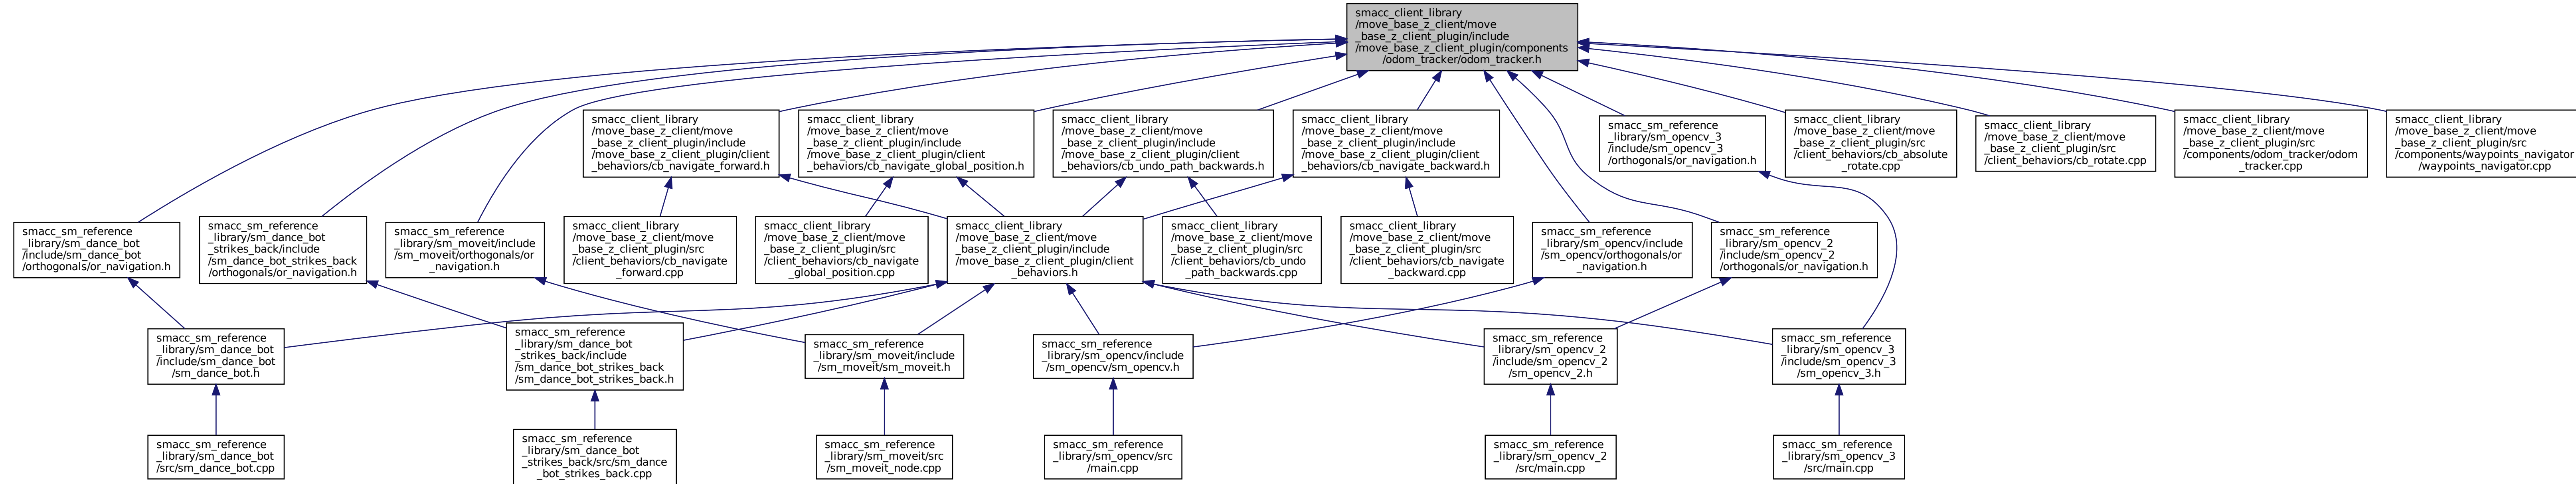 smacc_client_library
/move_base_z_client/move
_base_z_client_plugin/include
/move_base_z_client_plugin/components
/odom_tracker/odom_tracker.h
smacc_client_library
/move_base_z_client/move
_base_z_client_plugin/include
/move_base_z_client_plugin/client
_behaviors/cb_navigate_forward.h
smacc_client_library
/move_base_z_client/move
_base_z_client_plugin/include
/move_base_z_client_plugin/client
_behaviors/cb_navigate_global_position.h
smacc_client_library
/move_base_z_client/move
_base_z_client_plugin/include
/move_base_z_client_plugin/client
_behaviors/cb_undo_path_backwards.h
smacc_client_library
/move_base_z_client/move
_base_z_client_plugin/include
/move_base_z_client_plugin/client
_behaviors/cb_navigate_backward.h
smacc_sm_reference
_library/sm_opencv_3
/include/sm_opencv_3
/orthogonals/or_navigation.h
smacc_client_library
/move_base_z_client/move
_base_z_client_plugin/src
/client_behaviors/cb_absolute
_rotate.cpp
smacc_client_library
/move_base_z_client/move
_base_z_client_plugin/src
/client_behaviors/cb_rotate.cpp
smacc_client_library
/move_base_z_client/move
_base_z_client_plugin/src
/components/odom_tracker/odom
_tracker.cpp
smacc_client_library
/move_base_z_client/move
_base_z_client_plugin/src
/components/waypoints_navigator
/waypoints_navigator.cpp
smacc_sm_reference
_library/sm_dance_bot
/include/sm_dance_bot
/orthogonals/or_navigation.h
smacc_sm_reference
_library/sm_dance_bot
_strikes_back/include
/sm_dance_bot_strikes_back
/orthogonals/or_navigation.h
smacc_sm_reference
_library/sm_moveit/include
/sm_moveit/orthogonals/or
_navigation.h
smacc_client_library
/move_base_z_client/move
_base_z_client_plugin/src
/client_behaviors/cb_navigate
_forward.cpp
smacc_client_library
/move_base_z_client/move
_base_z_client_plugin/src
/client_behaviors/cb_navigate
_global_position.cpp
smacc_client_library
/move_base_z_client/move
_base_z_client_plugin/include
/move_base_z_client_plugin/client
_behaviors.h
smacc_client_library
/move_base_z_client/move
_base_z_client_plugin/src
/client_behaviors/cb_undo
_path_backwards.cpp
smacc_client_library
/move_base_z_client/move
_base_z_client_plugin/src
/client_behaviors/cb_navigate
_backward.cpp
smacc_sm_reference
_library/sm_opencv/include
/sm_opencv/orthogonals/or
_navigation.h
smacc_sm_reference
_library/sm_opencv_2
/include/sm_opencv_2
/orthogonals/or_navigation.h
smacc_sm_reference
_library/sm_dance_bot
/include/sm_dance_bot
/sm_dance_bot.h
smacc_sm_reference
_library/sm_dance_bot
_strikes_back/include
/sm_dance_bot_strikes_back
/sm_dance_bot_strikes_back.h
smacc_sm_reference
_library/sm_moveit/include
/sm_moveit/sm_moveit.h
smacc_sm_reference
_library/sm_opencv/include
/sm_opencv/sm_opencv.h
smacc_sm_reference
_library/sm_opencv_2
/include/sm_opencv_2
/sm_opencv_2.h
smacc_sm_reference
_library/sm_opencv_3
/include/sm_opencv_3
/sm_opencv_3.h
smacc_sm_reference
_library/sm_dance_bot
/src/sm_dance_bot.cpp
smacc_sm_reference
_library/sm_dance_bot
_strikes_back/src/sm_dance
_bot_strikes_back.cpp
smacc_sm_reference
_library/sm_moveit/src
/sm_moveit_node.cpp
smacc_sm_reference
_library/sm_opencv/src
/main.cpp
smacc_sm_reference
_library/sm_opencv_2
/src/main.cpp
smacc_sm_reference
_library/sm_opencv_3
/src/main.cpp